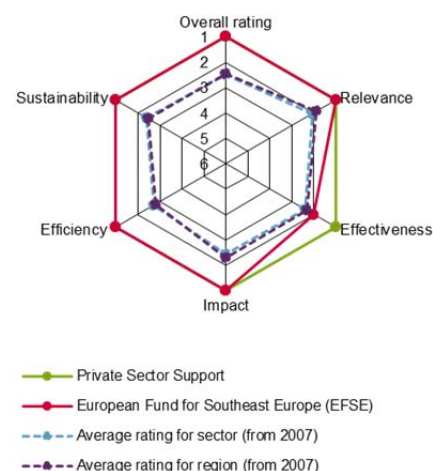 Overall rating
1
2
3
4
5
6
Sustainability
Relevance
Efficiency
Effectiveness
Impact
Private Sector Support
European Fund for Southeast Europe (EFSE)
Average rating for sector (from 2007)
Average rating for region (from 2007)